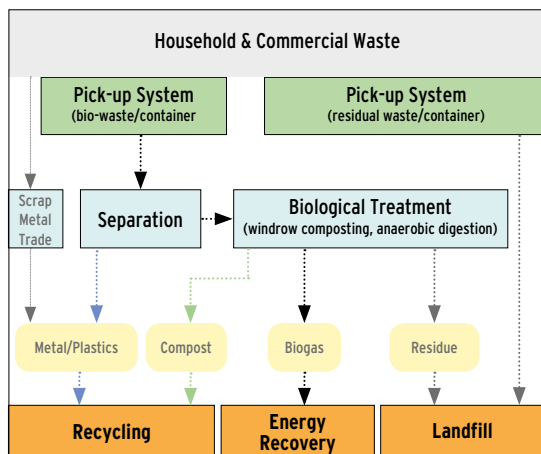 Household & Commercial Waste
Pick-up System
(bio-waste/container
Pick-up System
(residual waste/container)
Scrap
Metal
Trade
Separation
Biological Treatment
(windrow composting, anaerobic digestion)
Metal/Plastics
Compost
Biogas
Residue
Recycling
Energy
Recovery
Landfill